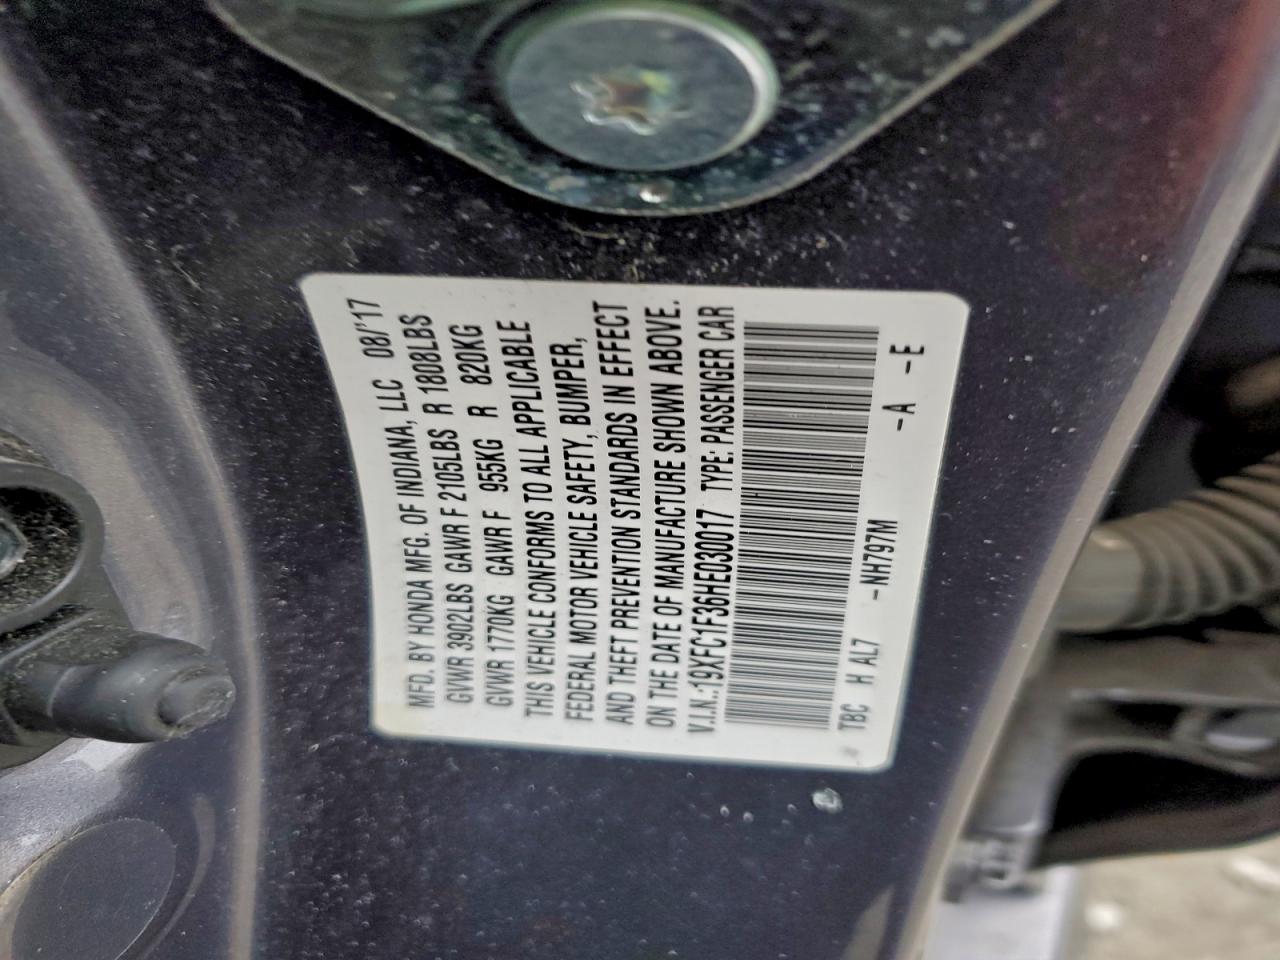 MFD. BY HONDA MFG. OF INDIANA, LLC 08/'17
GVWR 3902LBS GAWR F 2105LBS R 1808LBS
GVWR 1770KG GAWR F 955KG R 820KG
THIS VEHICLE CONFORMS TO ALL APPLICABLE
FEDERAL MOTOR VEHICLE SAFETY, BUMPER,
AND THEFT PREVENTION STANDARDS IN EFFECT
ON THE DATE OF MANUFACTURE SHOWN ABOVE.
V.I.N.:19XFC1F36HE030017 TYPE: PASSENGER CAR
TBC H AL7 -NH797M -A -E